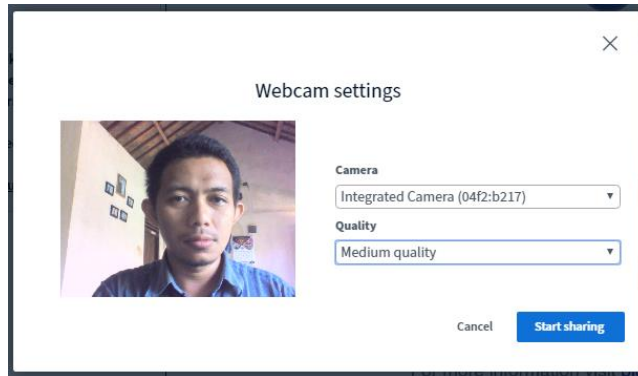 Webcam settings
Camera
Integrated Camera (04f2:b217)
Quality
Medium quality
Cancel
Start sharing